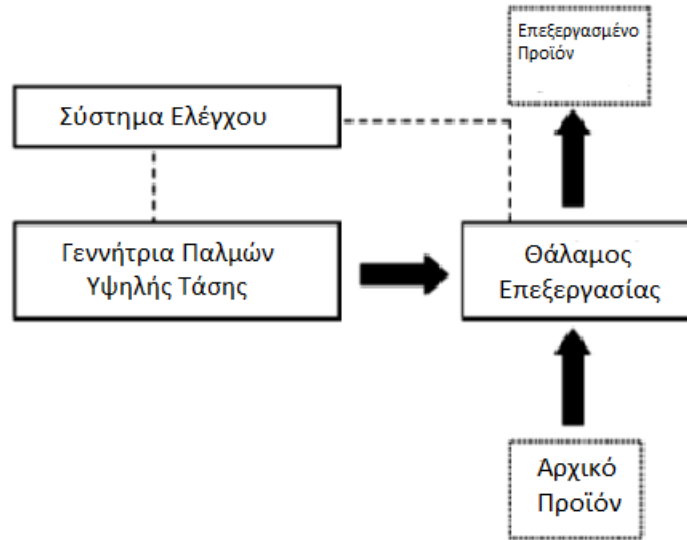 Επεξεργασμένο
Προϊόν
Σύστημα Ελέγχου
Γεννήτρια Παλμών
Υψηλής Τάσης
Θάλαμος
Επεξεργασίας
Αρχικό
Προϊόν